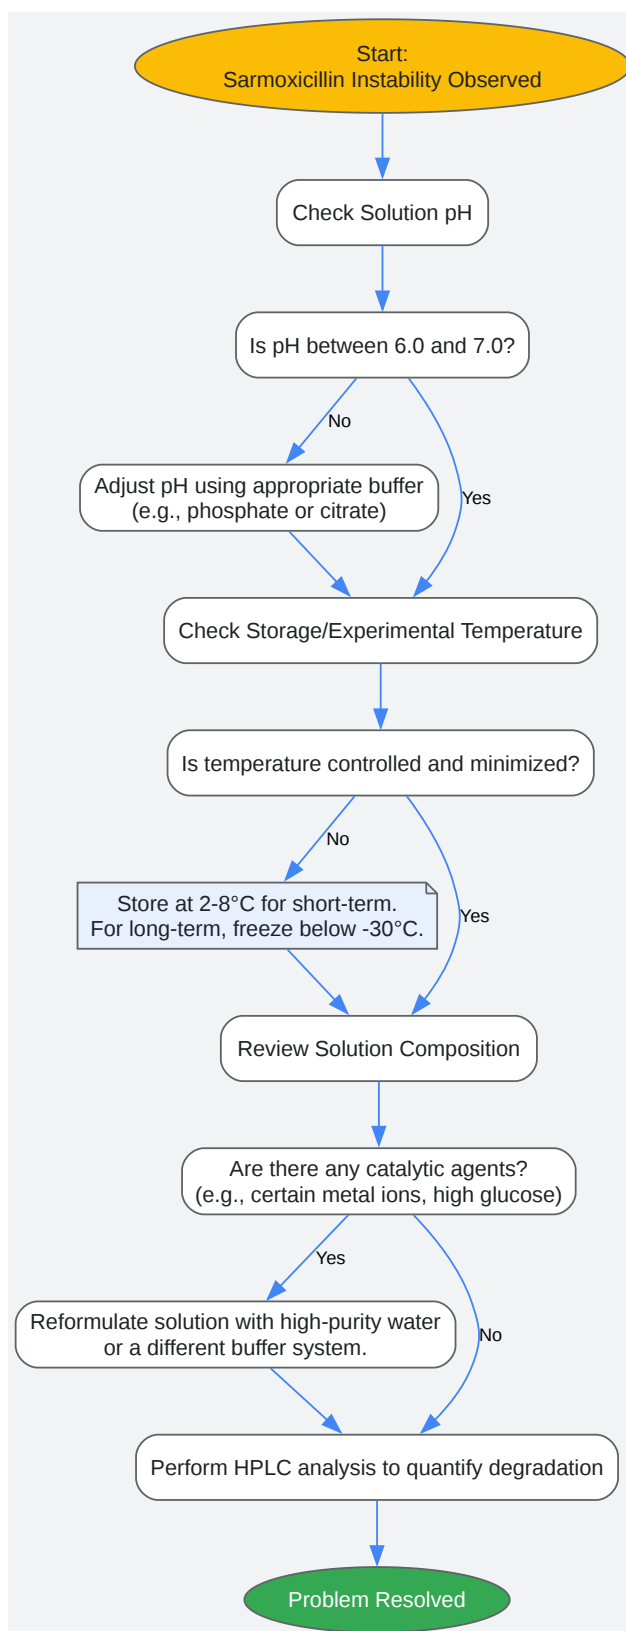 Start:
Sarmoxicillin Instability Observed
Check Solution pH
Is pH between 6.0 and 7.0?
No
Adjust pH using appropriate buffer
(e.g., phosphate or citrate)
Yes
Check Storage/Experimental Temperature
Is temperature controlled and minimized?
No
Store at 2-8°C for short-term.
For long-term, freeze below -30°C.
Yes
Review Solution Composition
Are there any catalytic agents?
(e.g., certain metal ions, high glucose)
Yes
Reformulate solution with high-purity water
or a different buffer system.
No
Perform HPLC analysis to quantify degradation
Problem Resolved